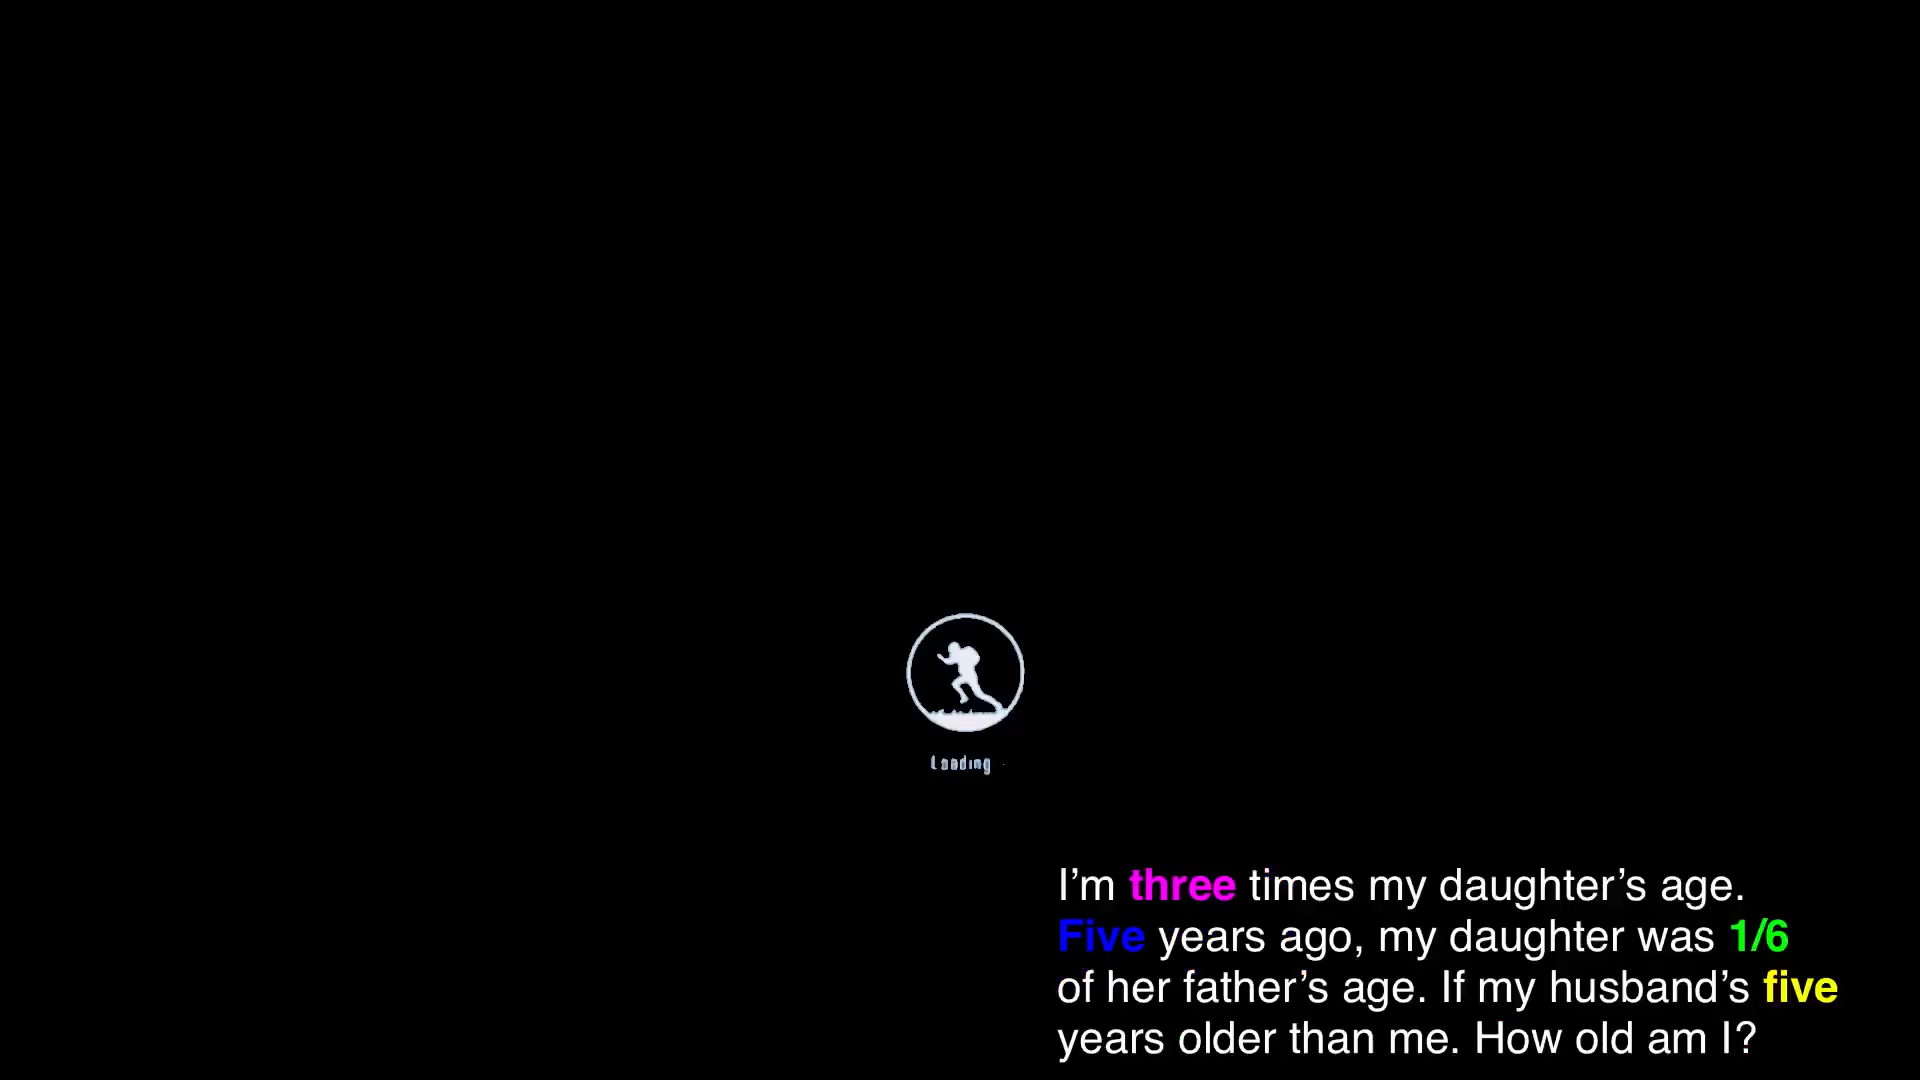 Loading
I’m three times my daughter’s age.
Five years ago, my daughter was 1/6
of her father’s age. If my husband’s five
years older than me. How old am I?